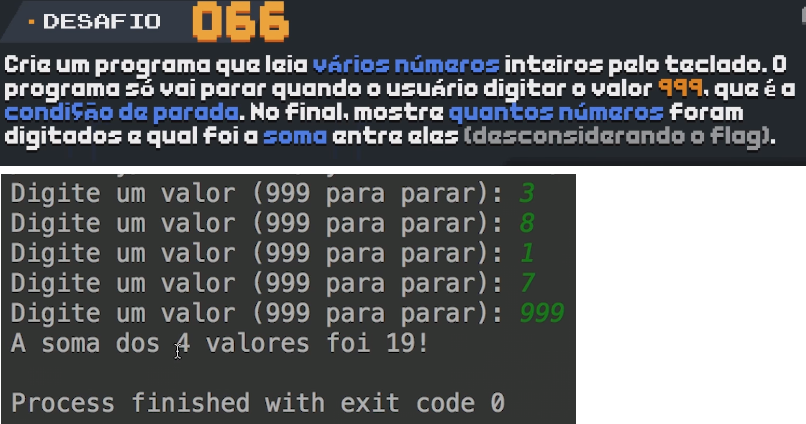 DESAFIO 066
Crie um programa que leia vários números inteiros pelo teclado. O
programa só vai parar quando o usuário digitar o valor 999, que é a
condição de parada. No final, mostre quantos números foram
digitados e qual foi a soma entre eles (desconsiderando o flag).
Digite um valor (999 para parar): 3
Digite um valor (999 para parar): 8
Digite um valor (999 para parar): 1
Digite um valor (999 para parar): 7
Digite um valor (999 para parar): 999
A soma dos 4 valores foi 19!
Process finished with exit code 0